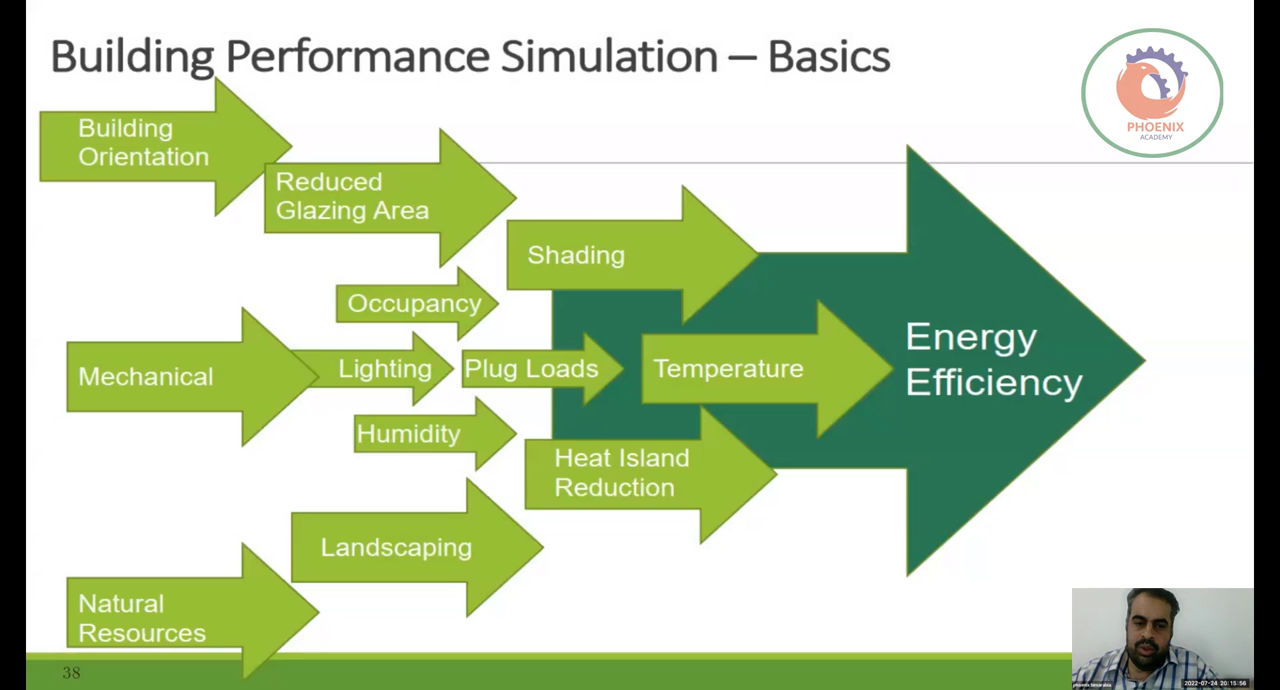 Building Performance Simulation – Basics
PHOENIX
ACADEMY
Building
Orientation
Reduced
Glazing Area
Shading
Occupancy
Mechanical
Lighting
Plug Loads
Temperature
Energy
Efficiency
Humidity
Heat Island
Reduction
Landscaping
Natural
Resources
38
2022-07-24 20:15:56